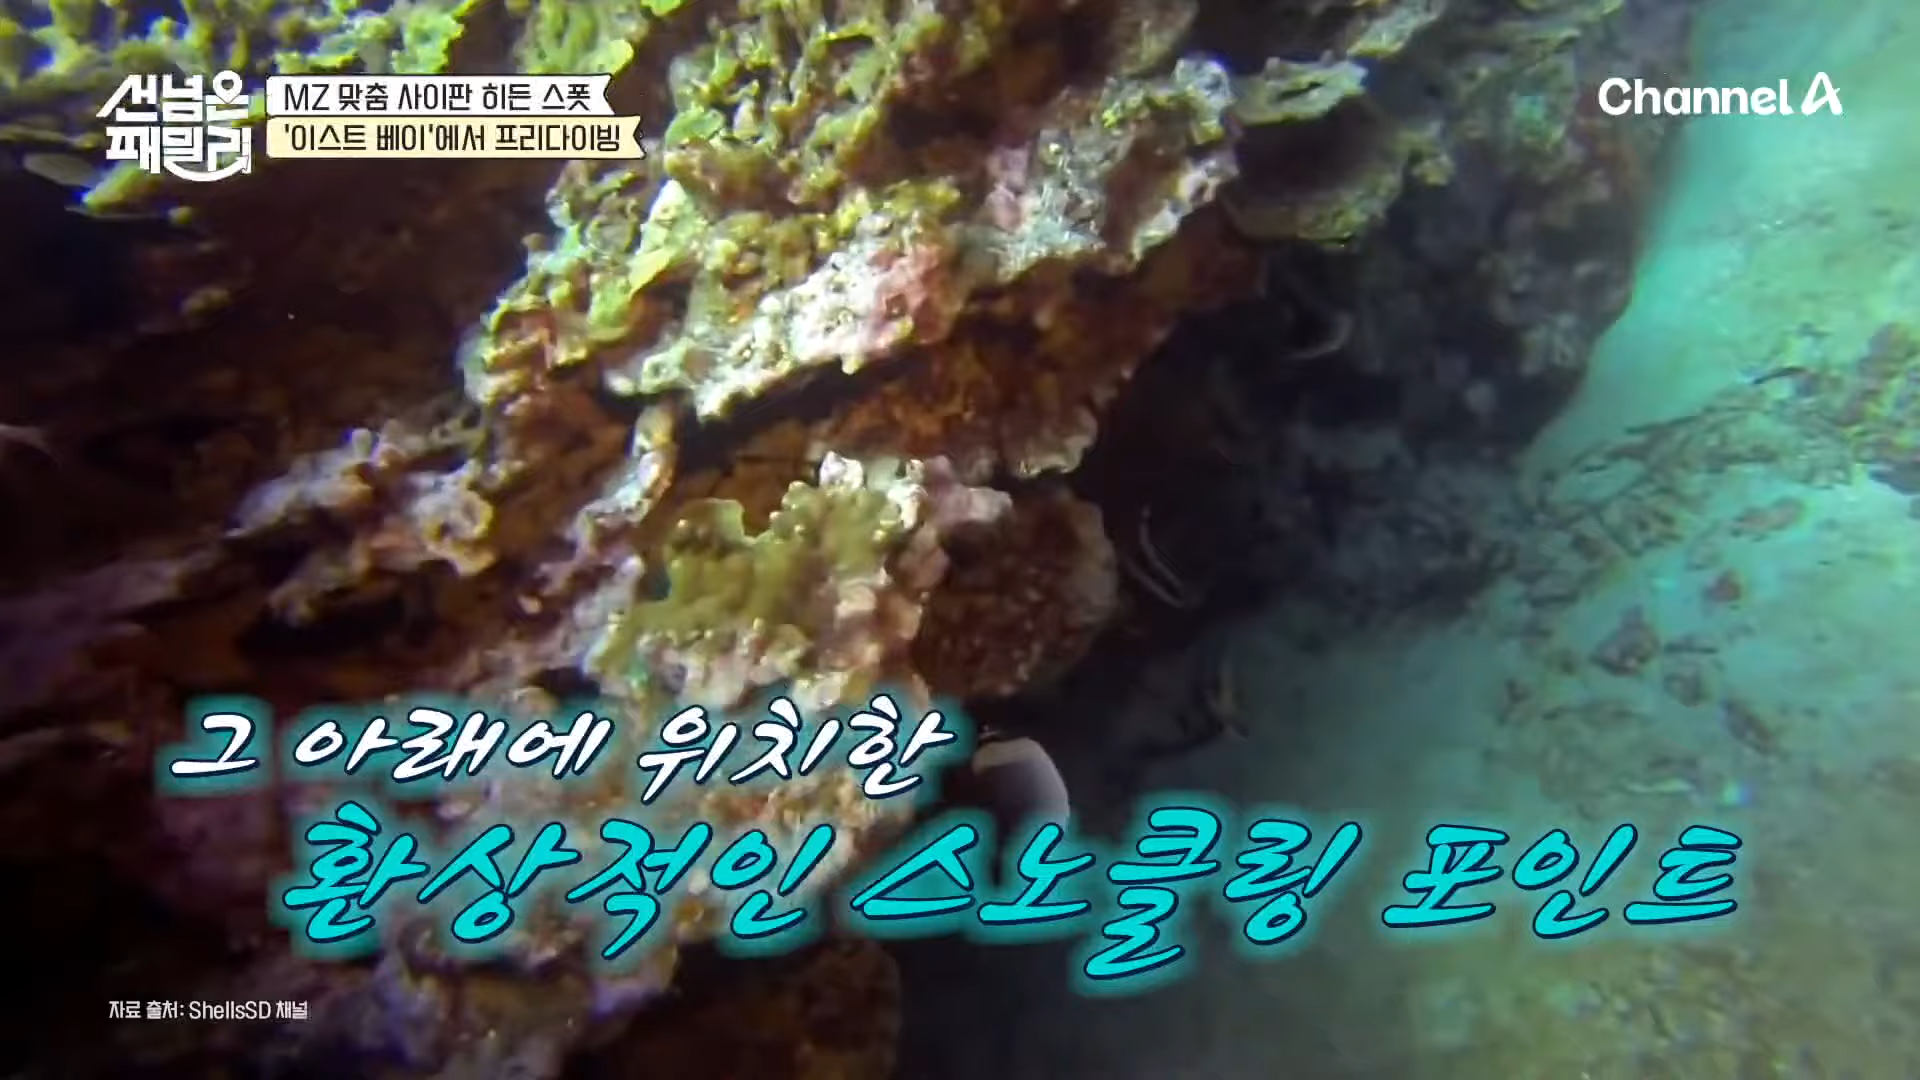 선넘은
패밀리
MZ 맞춤 사이판 히든 스폿
'이스트 베이'에서 프리다이빙
Channel A
그 아래에 위치한
환상적인 스노클링 포인트
자료 출처: ShellsSD 채널